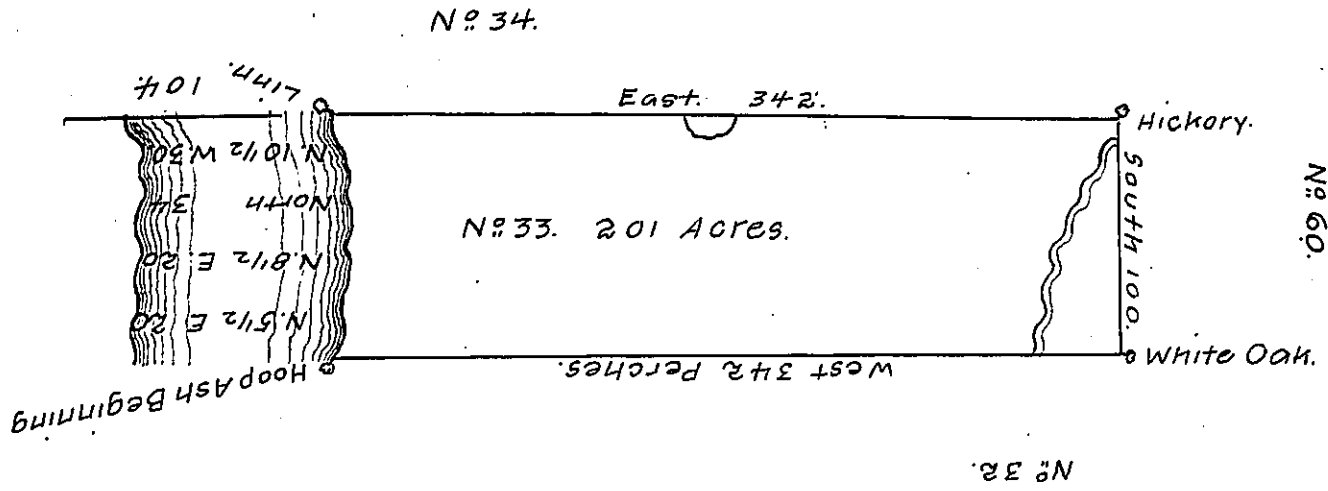 Nº 34.
Linn. 104.
East. 342.
Hickory.
N. 10 1/2 W. 30.
North 34
N. 8 1/2 E. 20
N. 5 1/2 E 20
Nº 33. 201 Acres.
South 100.
Nº 60.
White Oak.
West 342 Perches.
Hoop Ash Beginning
Nº 32.